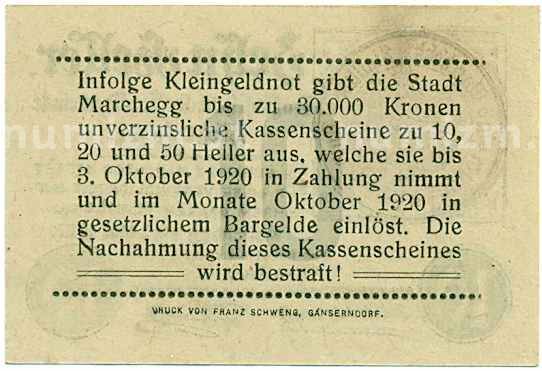 Infolge Kleingeldnot gibt die Stadt
Marchegg bis zu 30.000 Kronen
unverzinsliche Kassenscheine zu 10,
20 und 50 Heller aus, welche sie bis
3. Oktober 1920 in Zahlung nimmt
und im Monate Oktober 1920 in
gesetzlichem Bargelde einlöst. Die
Nachahmung dieses Kassenscheines
wird bestraft!
DRUCK VON FRANZ SCHWENG, GÄNSERNDORF.